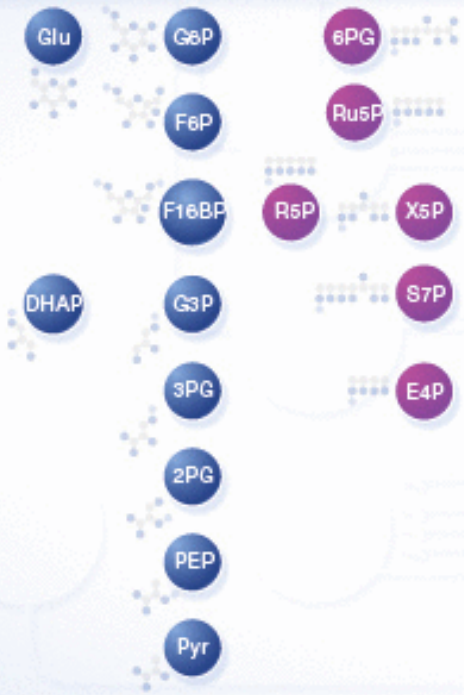 Glu
G6P
6PG
F6P
Ru5P
F16BP
R5P
X5P
DHAP
G3P
S7P
3PG
E4P
2PG
PEP
Pyr